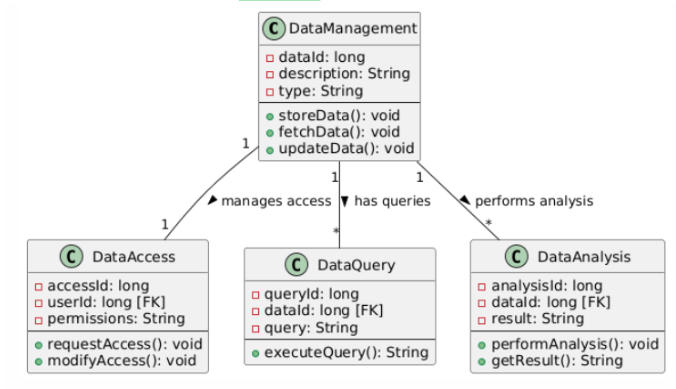 C DataManagement
dataId: long
description: String
type: String
storeData(): void
fetchData(): void
updateData(): void
1
1
1
manages access
has queries
performs analysis
1
*
*
C DataAccess
accessId: long
userId: long [FK]
permissions: String
requestAccess(): void
modifyAccess(): void
C DataQuery
queryId: long
dataId: long [FK]
query: String
executeQuery(): String
C DataAnalysis
analysisId: long
dataId: long [FK]
result: String
performAnalysis(): void
getResult(): String